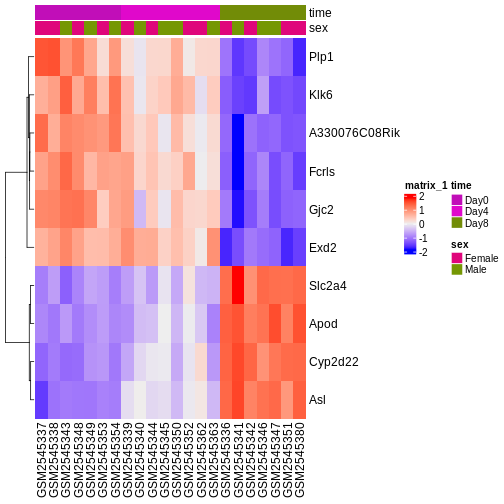 time
sex
Plp1
Klk6
A330076C08Rik
Fcrls
Gjc2
Exd2
Slc2a4
Apod
Cyp2d22
Asl
matrix_1
2
1
0
-1
-2
time
Day0
Day4
Day8
sex
Female
Male
GSM2545337
GSM2545338
GSM2545343
GSM2545348
GSM2545349
GSM2545353
GSM2545354
GSM2545339
GSM2545340
GSM2545344
GSM2545345
GSM2545350
GSM2545352
GSM2545362
GSM2545363
GSM2545336
GSM2545341
GSM2545342
GSM2545346
GSM2545347
GSM2545351
GSM2545380